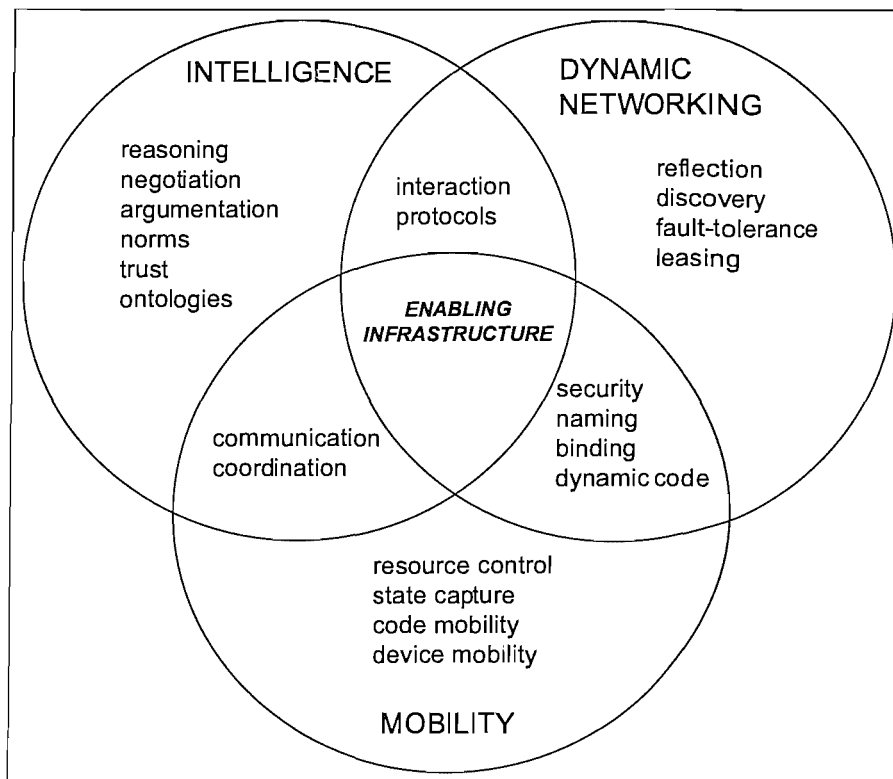 INTELLIGENCE
DYNAMIC
NETWORKING
reasoning
negotiation
argumentation
norms
trust
ontologies
interaction
protocols
reflection
discovery
fault-tolerance
leasing
ENABLING
INFRASTRUCTURE
communication
coordination
security
naming
binding
dynamic code
resource control
state capture
code mobility
device mobility
MOBILITY